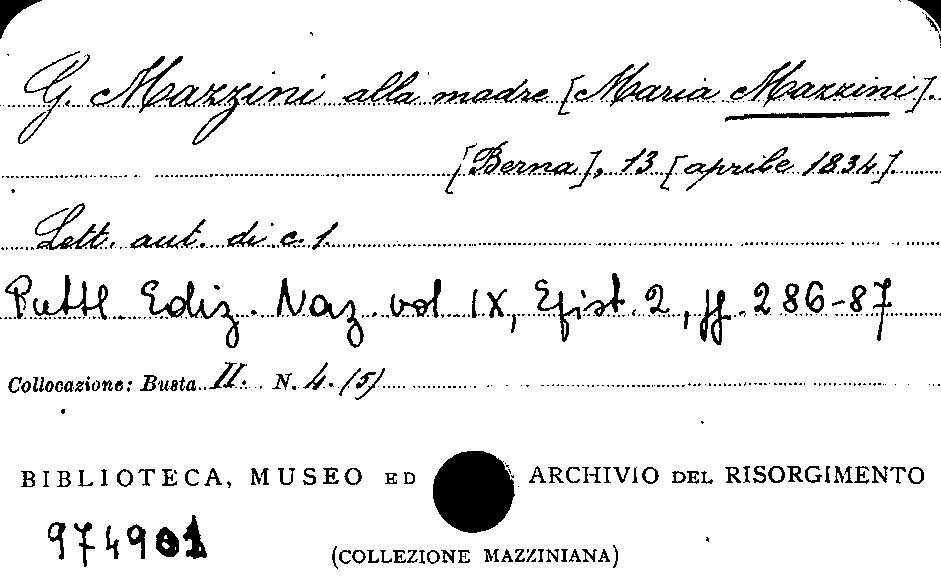 G. Mazzini alla madre [Maria Mazzini].
[Berna], 13 [aprile 1834].
Lett. aut. di c. 1.
Pubbl. Ediz. Naz. vol IX, Epist. 2, pp. 286-87
Collocazione: Busta II. N. 4. (5)
BIBLIOTECA, MUSEO ED ARCHIVIO DEL RISORGIMENTO
974901
(COLLEZIONE MAZZINIANA)